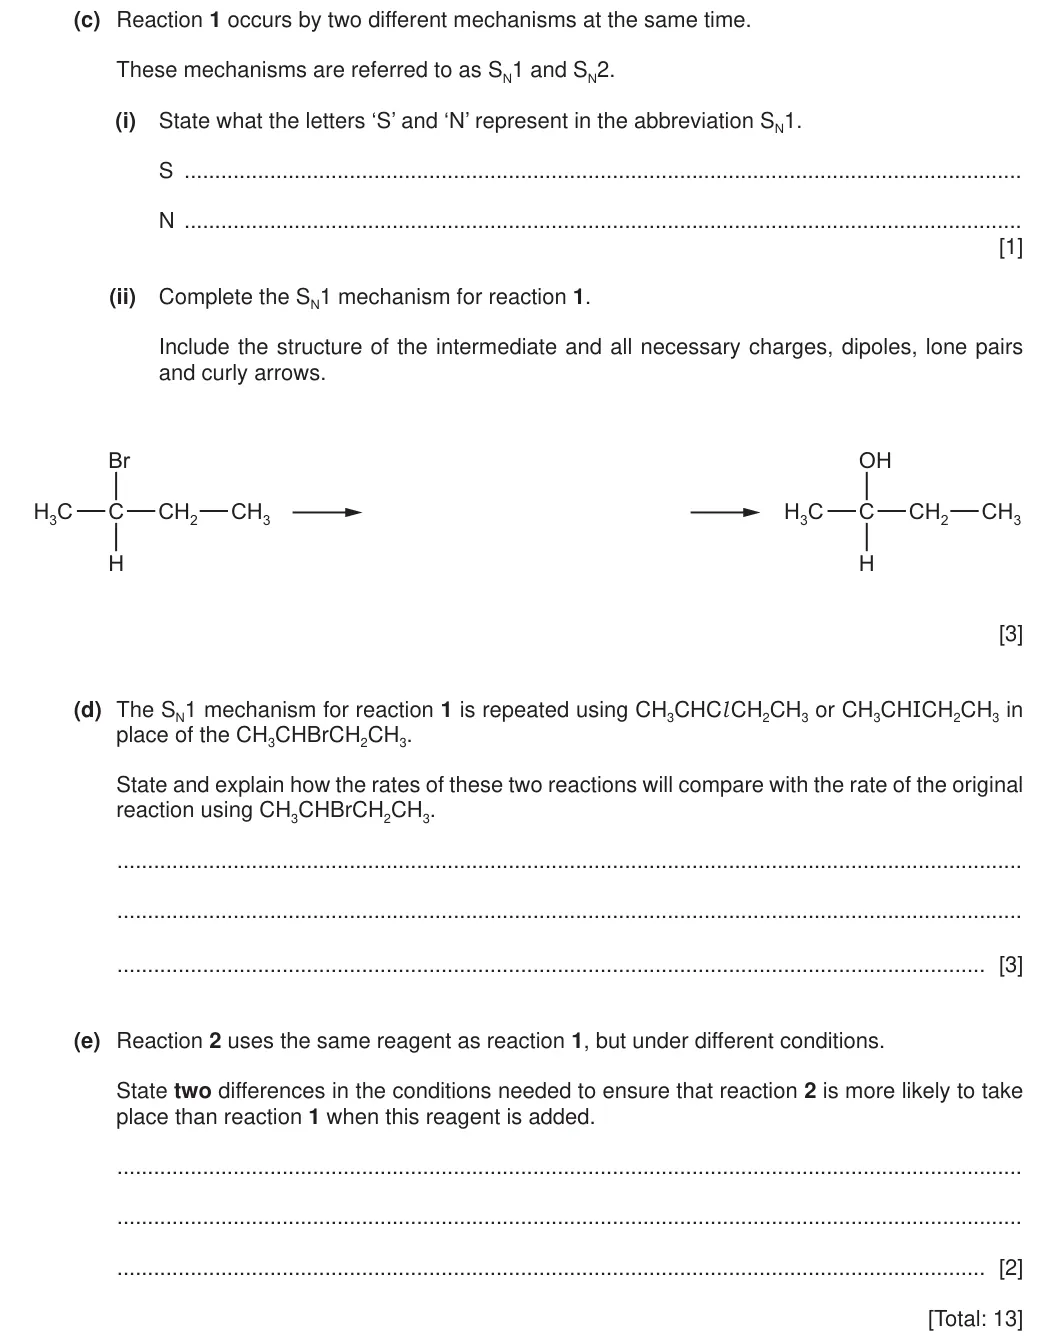 (c) Reaction 1 occurs by two different mechanisms at the same time.
These mechanisms are referred to as SN1 and SN2.
(i) State what the letters ‘S’ and ‘N’ represent in the abbreviation SN1.
S ....................................................................................................
N ....................................................................................................
[1]
(ii) Complete the SN1 mechanism for reaction 1.
Include the structure of the intermediate and all necessary charges, dipoles, lone pairs
and curly arrows.
Br OH
H3C C CH2 CH3 H3C C CH2 CH3
H H
[3]
(d) The SN1 mechanism for reaction 1 is repeated using CH3CHClCH2CH3 or CH3CHICH2CH3 in
place of the CH3CHBrCH2CH3.
State and explain how the rates of these two reactions will compare with the rate of the original
reaction using CH3CHBrCH2CH3.
....................................................................................................
....................................................................................................
.................................................................................................... [3]
(e) Reaction 2 uses the same reagent as reaction 1, but under different conditions.
State two differences in the conditions needed to ensure that reaction 2 is more likely to take
place than reaction 1 when this reagent is added.
....................................................................................................
....................................................................................................
.................................................................................................... [2]
[Total: 13]